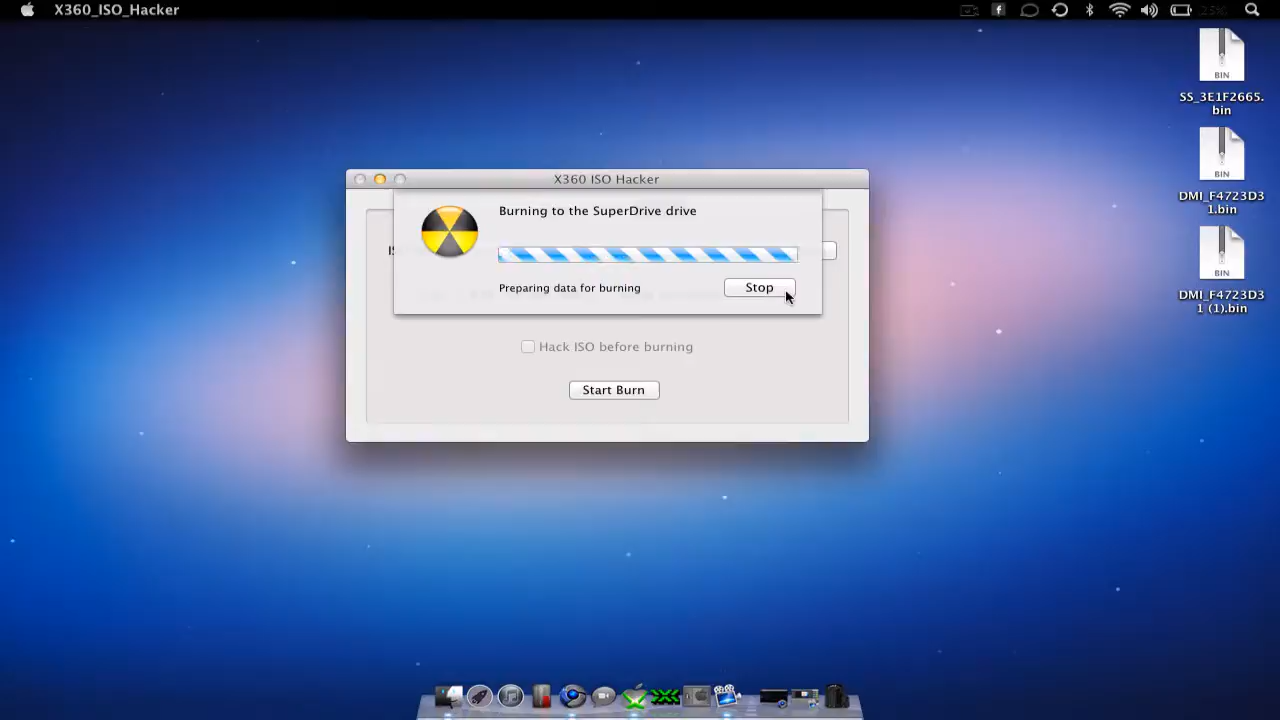 X360_ISO_Hacker
X360 ISO Hacker
Burning to the SuperDrive drive
Preparing data for burning
Stop
Hack ISO before burning
Start Burn
BIN
SS_3E1F2665.
bin
BIN
DMI_F4723D3
1.bin
BIN
DMI_F4723D3
1 (1).bin